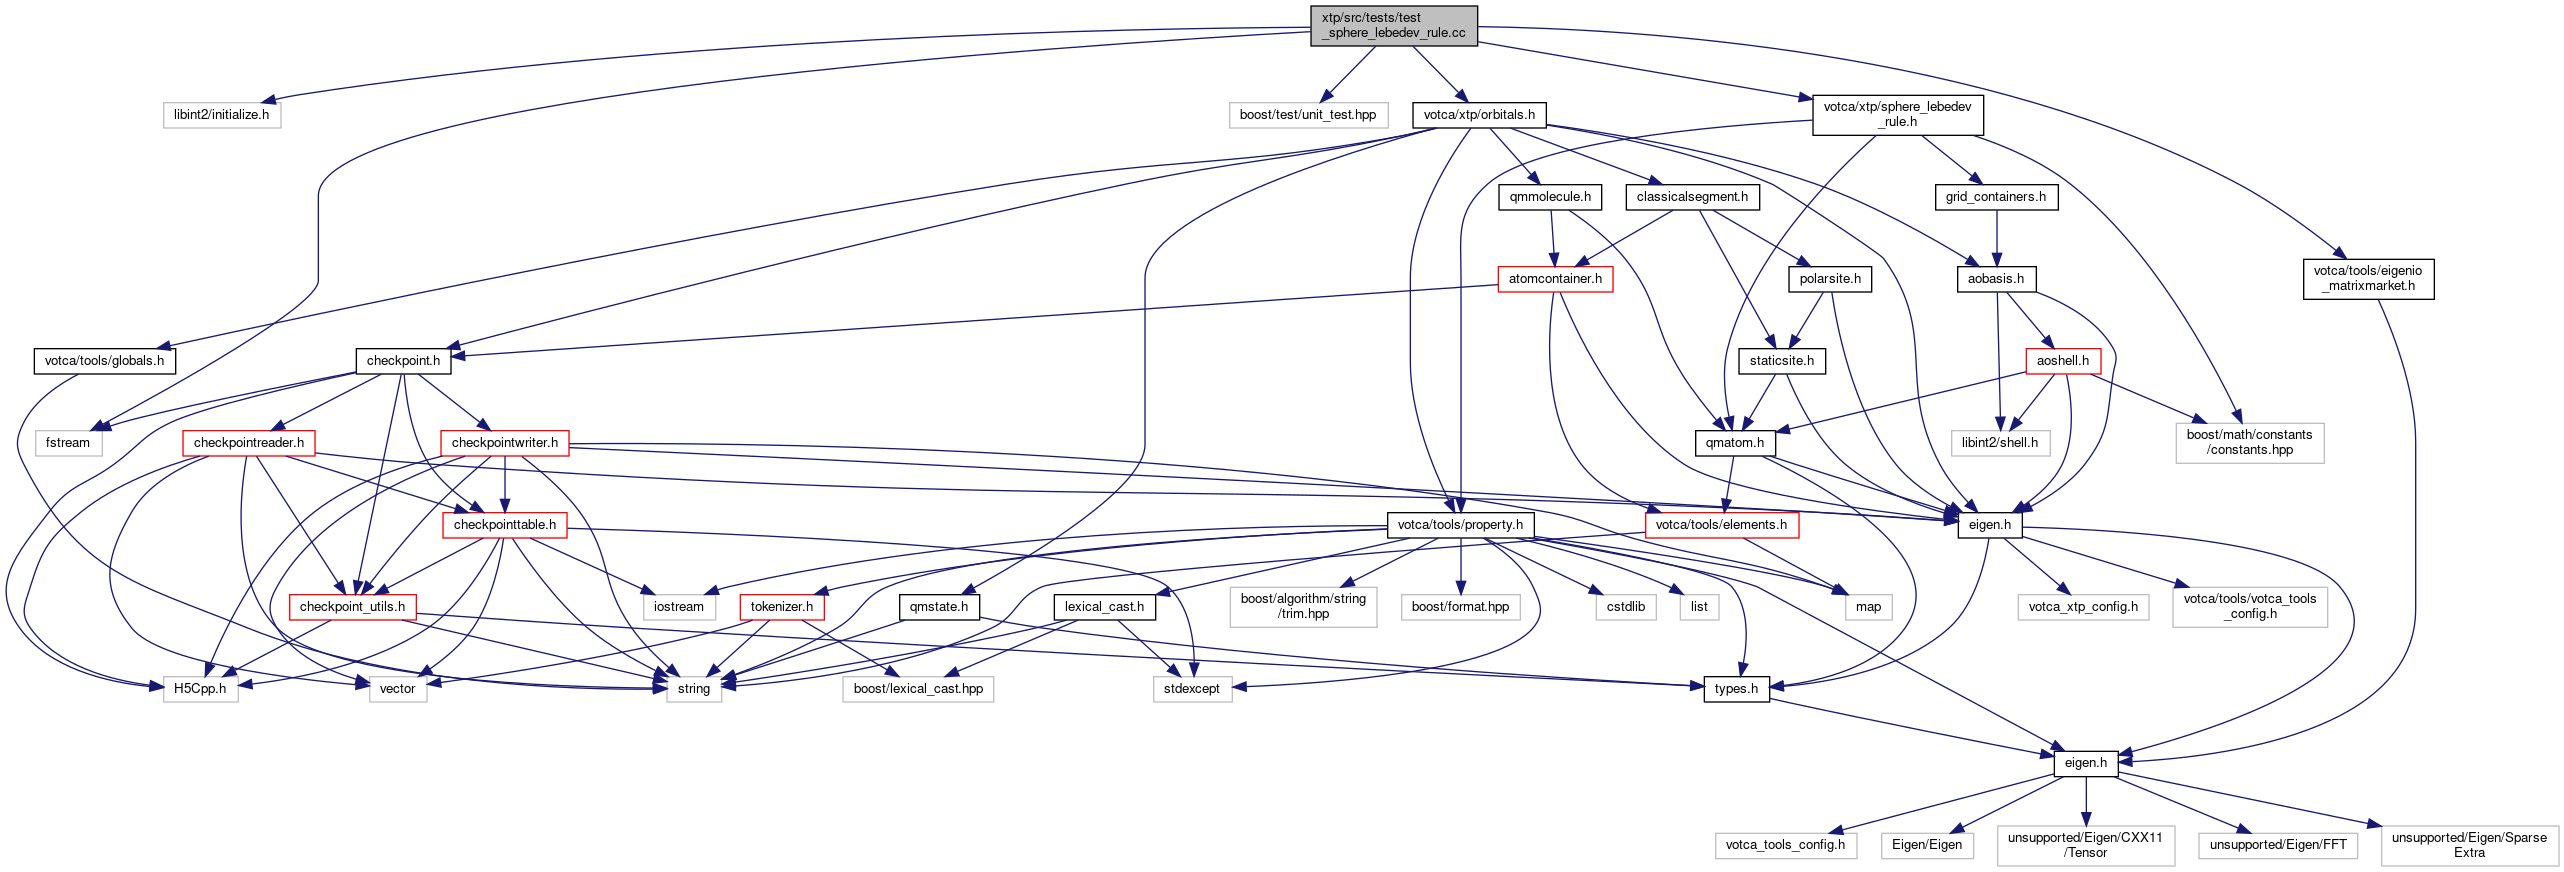 xtp/src/tests/test
_sphere_lebedev_rule.cc
libint2/initialize.h
boost/test/unit_test.hpp
votca/xtp/orbitals.h
votca/xtp/sphere_lebedev
_rule.h
qmmolecule.h
classicalsegment.h
grid_containers.h
atomcontainer.h
polarsite.h
aobasis.h
votca/tools/eigenio
_matrixmarket.h
votca/tools/globals.h
checkpoint.h
staticsite.h
aoshell.h
fstream
checkpointreader.h
checkpointwriter.h
qmatom.h
libint2/shell.h
boost/math/constants
/constants.hpp
checkpointtable.h
votca/tools/property.h
votca/tools/elements.h
eigen.h
checkpoint_utils.h
iostream
tokenizer.h
qmstate.h
lexical_cast.h
boost/algorithm/string
/trim.hpp
boost/format.hpp
cstdlib
list
map
votca_xtp_config.h
votca/tools/votca_tools
_config.h
H5Cpp.h
vector
string
boost/lexical_cast.hpp
stdexcept
types.h
eigen.h
votca_tools_config.h
Eigen/Eigen
unsupported/Eigen/CXX11
/Tensor
unsupported/Eigen/FFT
unsupported/Eigen/Sparse
Extra